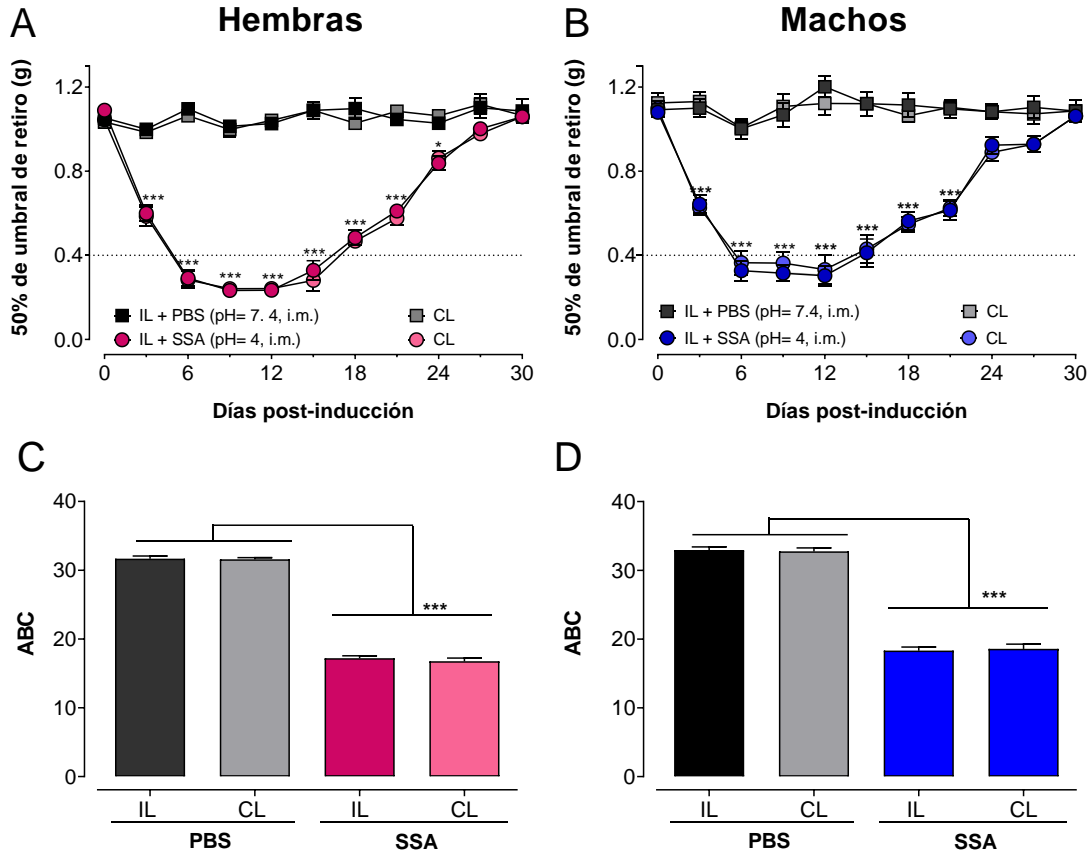 A
Hembras
50% de umbral de retiro (g)
1.2
0.8
0.4
0.0
***
***
***
***
***
***
***
*
IL + PBS (pH= 7. 4, i.m.)
CL
IL + SSA (pH= 4, i.m.)
CL
0
6
12
18
24
30
Días post-inducción
B
Machos
50% de umbral de retiro (g)
1.2
0.8
0.4
0.0
***
***
***
***
***
***
***
IL + PBS (pH= 7.4, i.m.)
CL
IL + SSA (pH= 4, i.m.)
CL
0
6
12
18
24
30
Días post-inducción
C
ABC
40
30
20
10
0
***
IL
CL
IL
CL
PBS
SSA
D
ABC
40
30
20
10
0
***
IL
CL
IL
CL
PBS
SSA